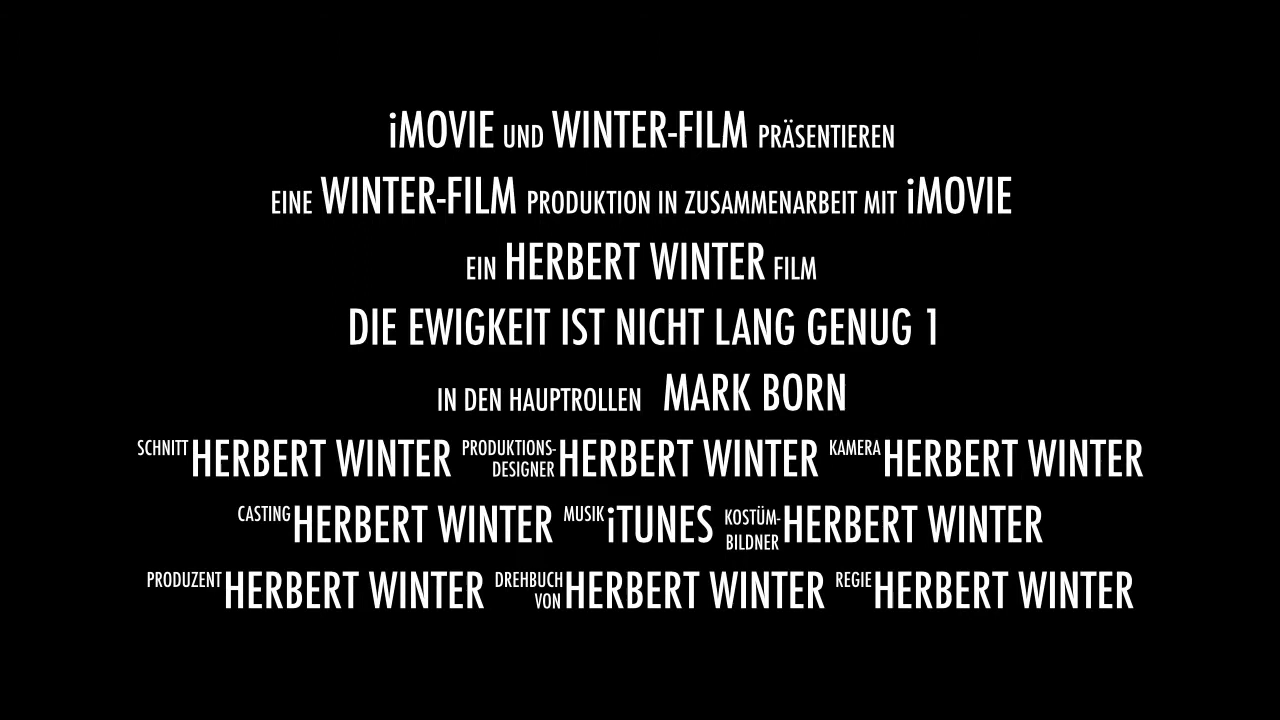 iMOVIE UND WINTER-FILM PRÄSENTIEREN
EINE WINTER-FILM PRODUKTION IN ZUSAMMENARBEIT MIT iMOVIE
EIN HERBERT WINTER FILM
DIE EWIGKEIT IST NICHT LANG GENUG 1
IN DEN HAUPTROLLEN MARK BORN
SCHNITT HERBERT WINTER PRODUKTIONS-DESIGNER HERBERT WINTER KAMERA HERBERT WINTER
CASTING HERBERT WINTER MUSIK iTUNES KOSTÜM-BILDNER HERBERT WINTER
PRODUZENT HERBERT WINTER DREHBUCH VON HERBERT WINTER REGIE HERBERT WINTER